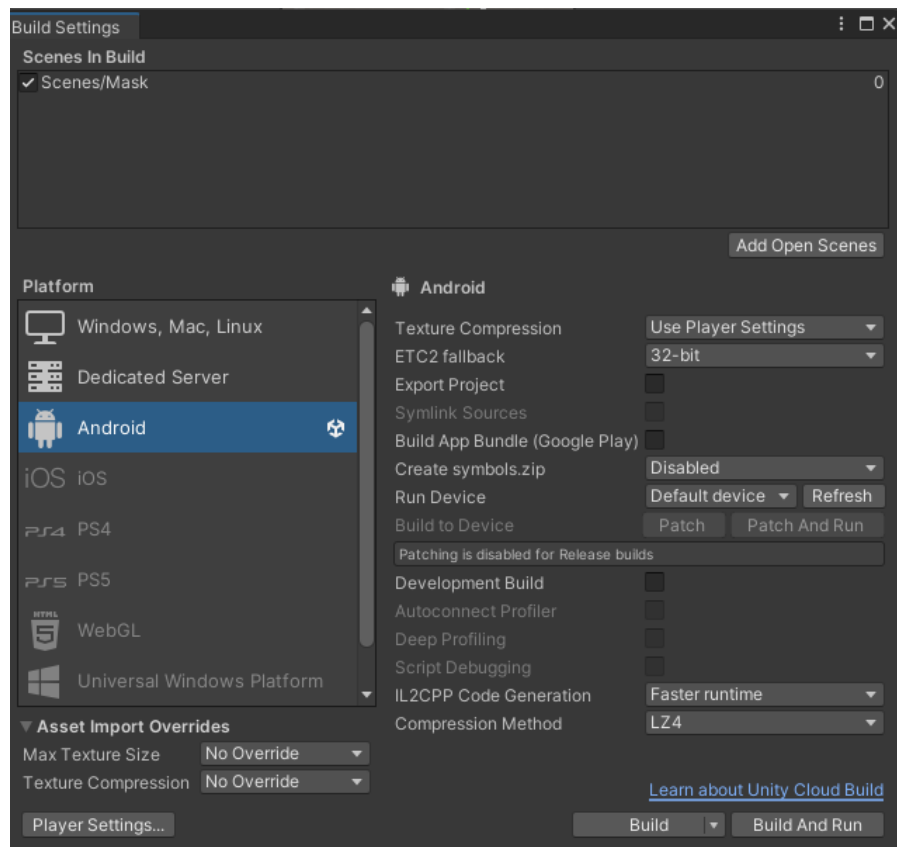 Build Settings
Scenes In Build
Scenes/Mask 0
Add Open Scenes
Platform
Windows, Mac, Linux
Dedicated Server
Android
iOS iOS
PS4 PS4
PS5 PS5
HTML 5 WebGL
Universal Windows Platform
Asset Import Overrides
Max Texture Size No Override
Texture Compression No Override
Player Settings...
Android
Texture Compression Use Player Settings
ETC2 fallback 32-bit
Export Project
Symlink Sources
Build App Bundle (Google Play)
Create symbols.zip Disabled
Run Device Default device Refresh
Build to Device Patch Patch And Run
Patching is disabled for Release builds
Development Build
Autoconnect Profiler
Deep Profiling
Script Debugging
IL2CPP Code Generation Faster runtime
Compression Method LZ4
Learn about Unity Cloud Build
Build Build And Run